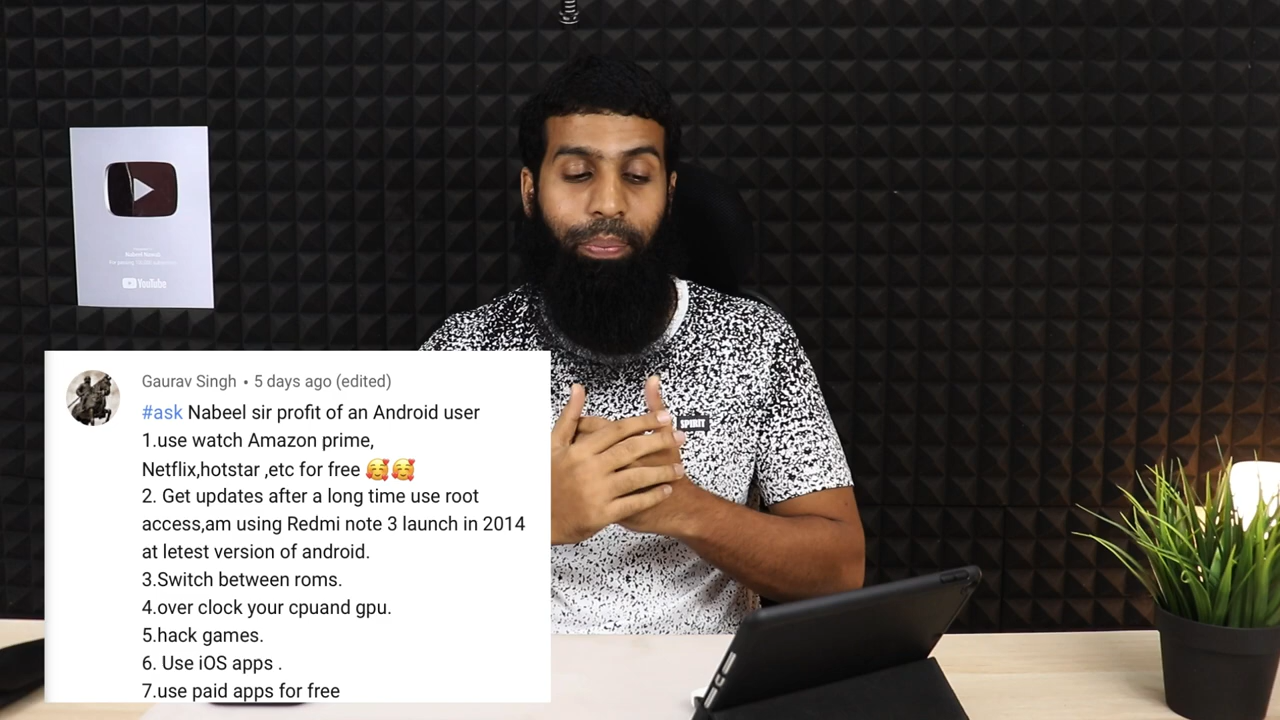 Nabeel Nawab
YouTube
SPIRIT
Gaurav Singh • 5 days ago (edited)
#ask Nabeel sir profit of an Android user
1.use watch Amazon prime,
Netflix,hotstar ,etc for free 🥰🥰
2. Get updates after a long time use root
access,am using Redmi note 3 launch in 2014
at letest version of android.
3.Switch between roms.
4.over clock your cpuand gpu.
5.hack games.
6. Use iOS apps .
7.use paid apps for free